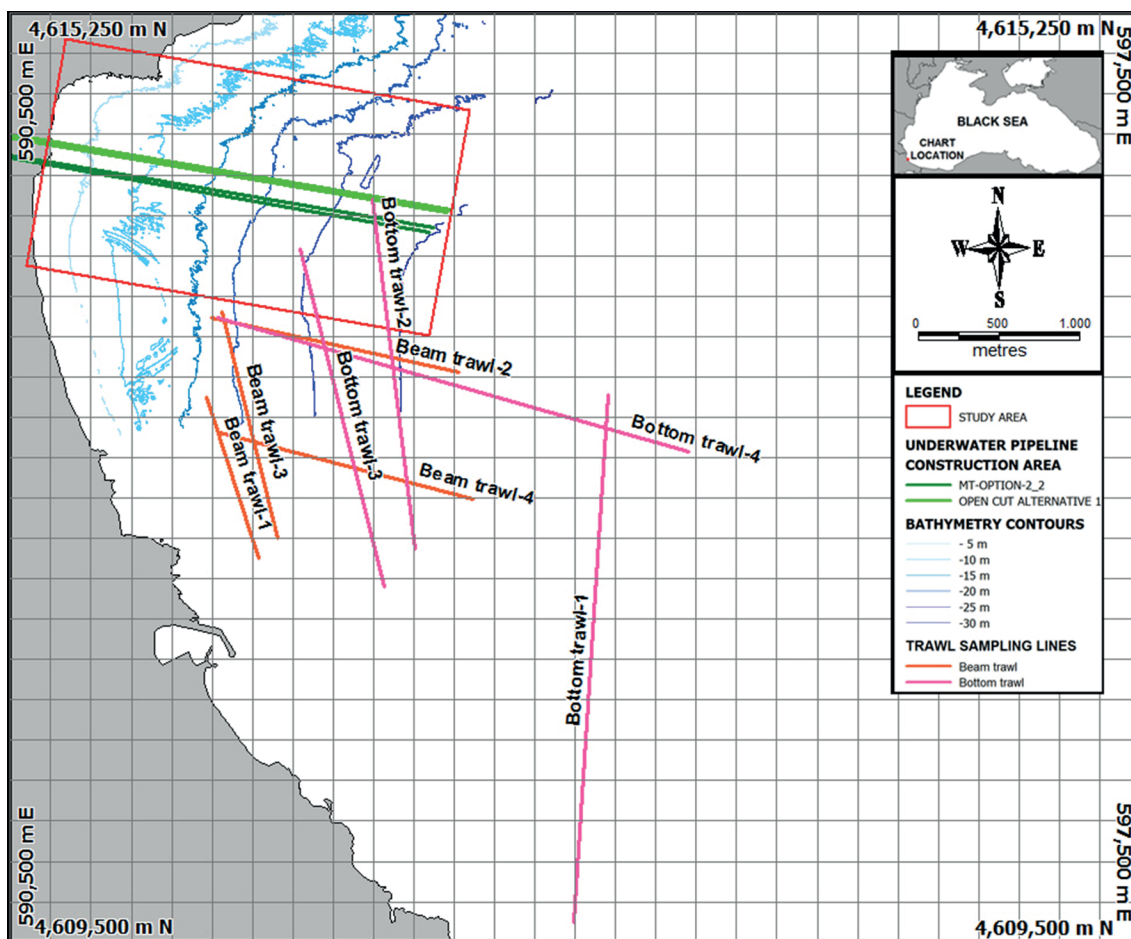 4,615,250 m N
4,615,250 m N
590,500 m E
597,500 m E
BLACK SEA
CHART
LOCATION
N
W
E
S
0
500
1.000
metres
LEGEND
STUDY AREA
UNDERWATER PIPELINE
CONSTRUCTION AREA
MT-OPTION-2_2
OPEN CUT ALTERNATIVE 1
BATHYMETRY CONTOURS
- 5 m
-10 m
-15 m
-20 m
-25 m
-30 m
TRAWL SAMPLING LINES
Beam trawl
Bottom trawl
Bottom trawl-2
Beam trawl-2
Bottom trawl-3
Beam trawl-3
Beam trawl-1
Bottom trawl-4
Beam trawl-4
Bottom trawl-1
590,500 m E
597,500 m E
4,609,500 m N
4,609,500 m N